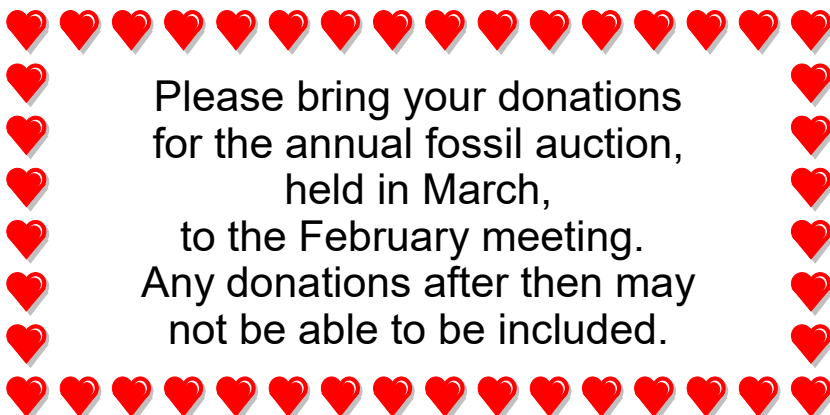 Please bring your donations
for the annual fossil auction,
held in March,
to the February meeting.
Any donations after then may
not be able to be included.